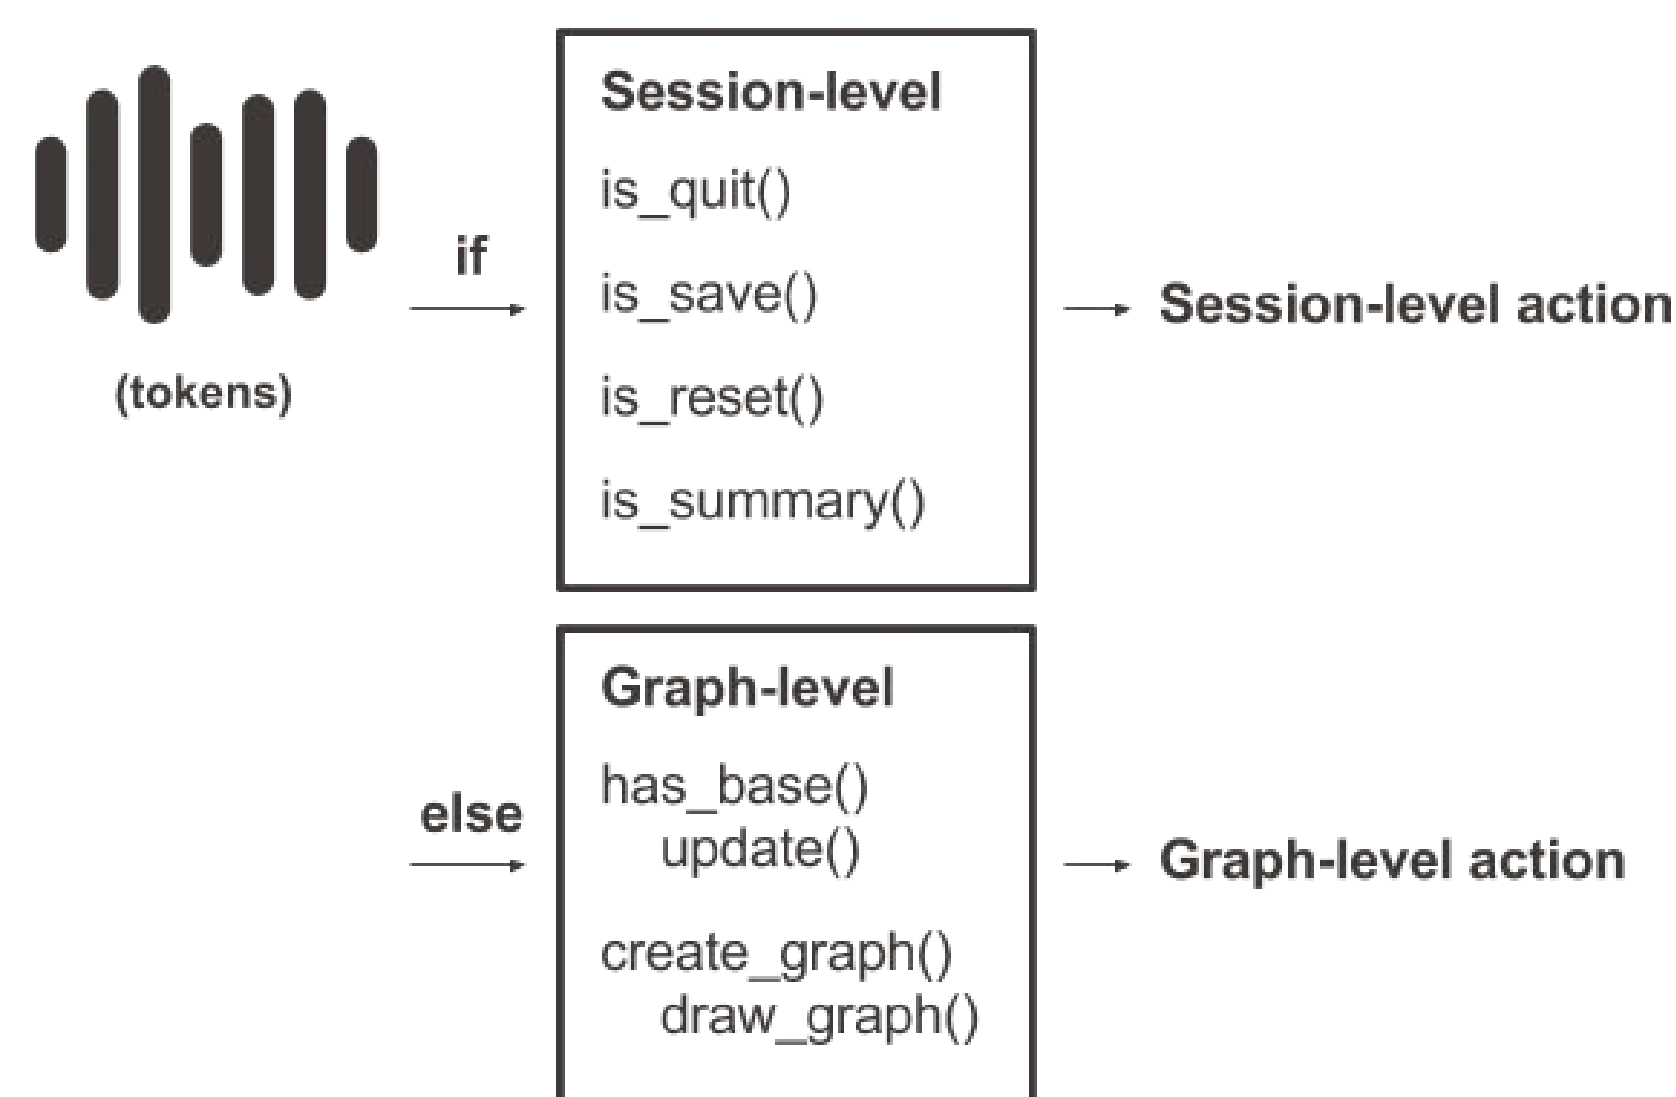 Session-level
is_quit()
if
is_save()
Session-level action
(tokens)
is_reset()
is_summary()
Graph-level
has_base()
else
update()
Graph-level action
create_graph()
draw_graph()